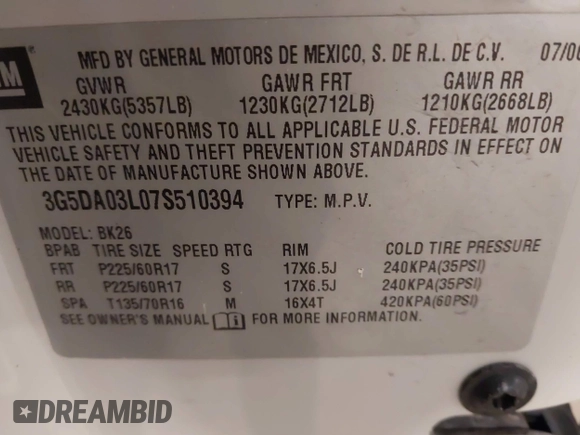 GM
MFD BY GENERAL MOTORS DE MEXICO, S. DE R.L. DE C.V. 07/06
GVWR GAWR FRT GAWR RR
2430KG(5357LB) 1230KG(2712LB) 1210KG(2668LB)
THIS VEHICLE CONFORMS TO ALL APPLICABLE U.S. FEDERAL MOTOR
VEHICLE SAFETY AND THEFT PREVENTION STANDARDS IN EFFECT ON
THE DATE OF MANUFACTURE SHOWN ABOVE.
3G5DA03L07S510394 TYPE: M.P.V.
MODEL: BK26
BPAB TIRE SIZE SPEED RTG RIM COLD TIRE PRESSURE
FRT P225/60R17 S 17X6.5J 240KPA(35PSI)
RR P225/60R17 S 17X6.5J 240KPA(35PSI)
SPA T135/70R16 M 16X4T 420KPA(60PSI)
SEE OWNER'S MANUAL FOR MORE INFORMATION.
DREAMBID